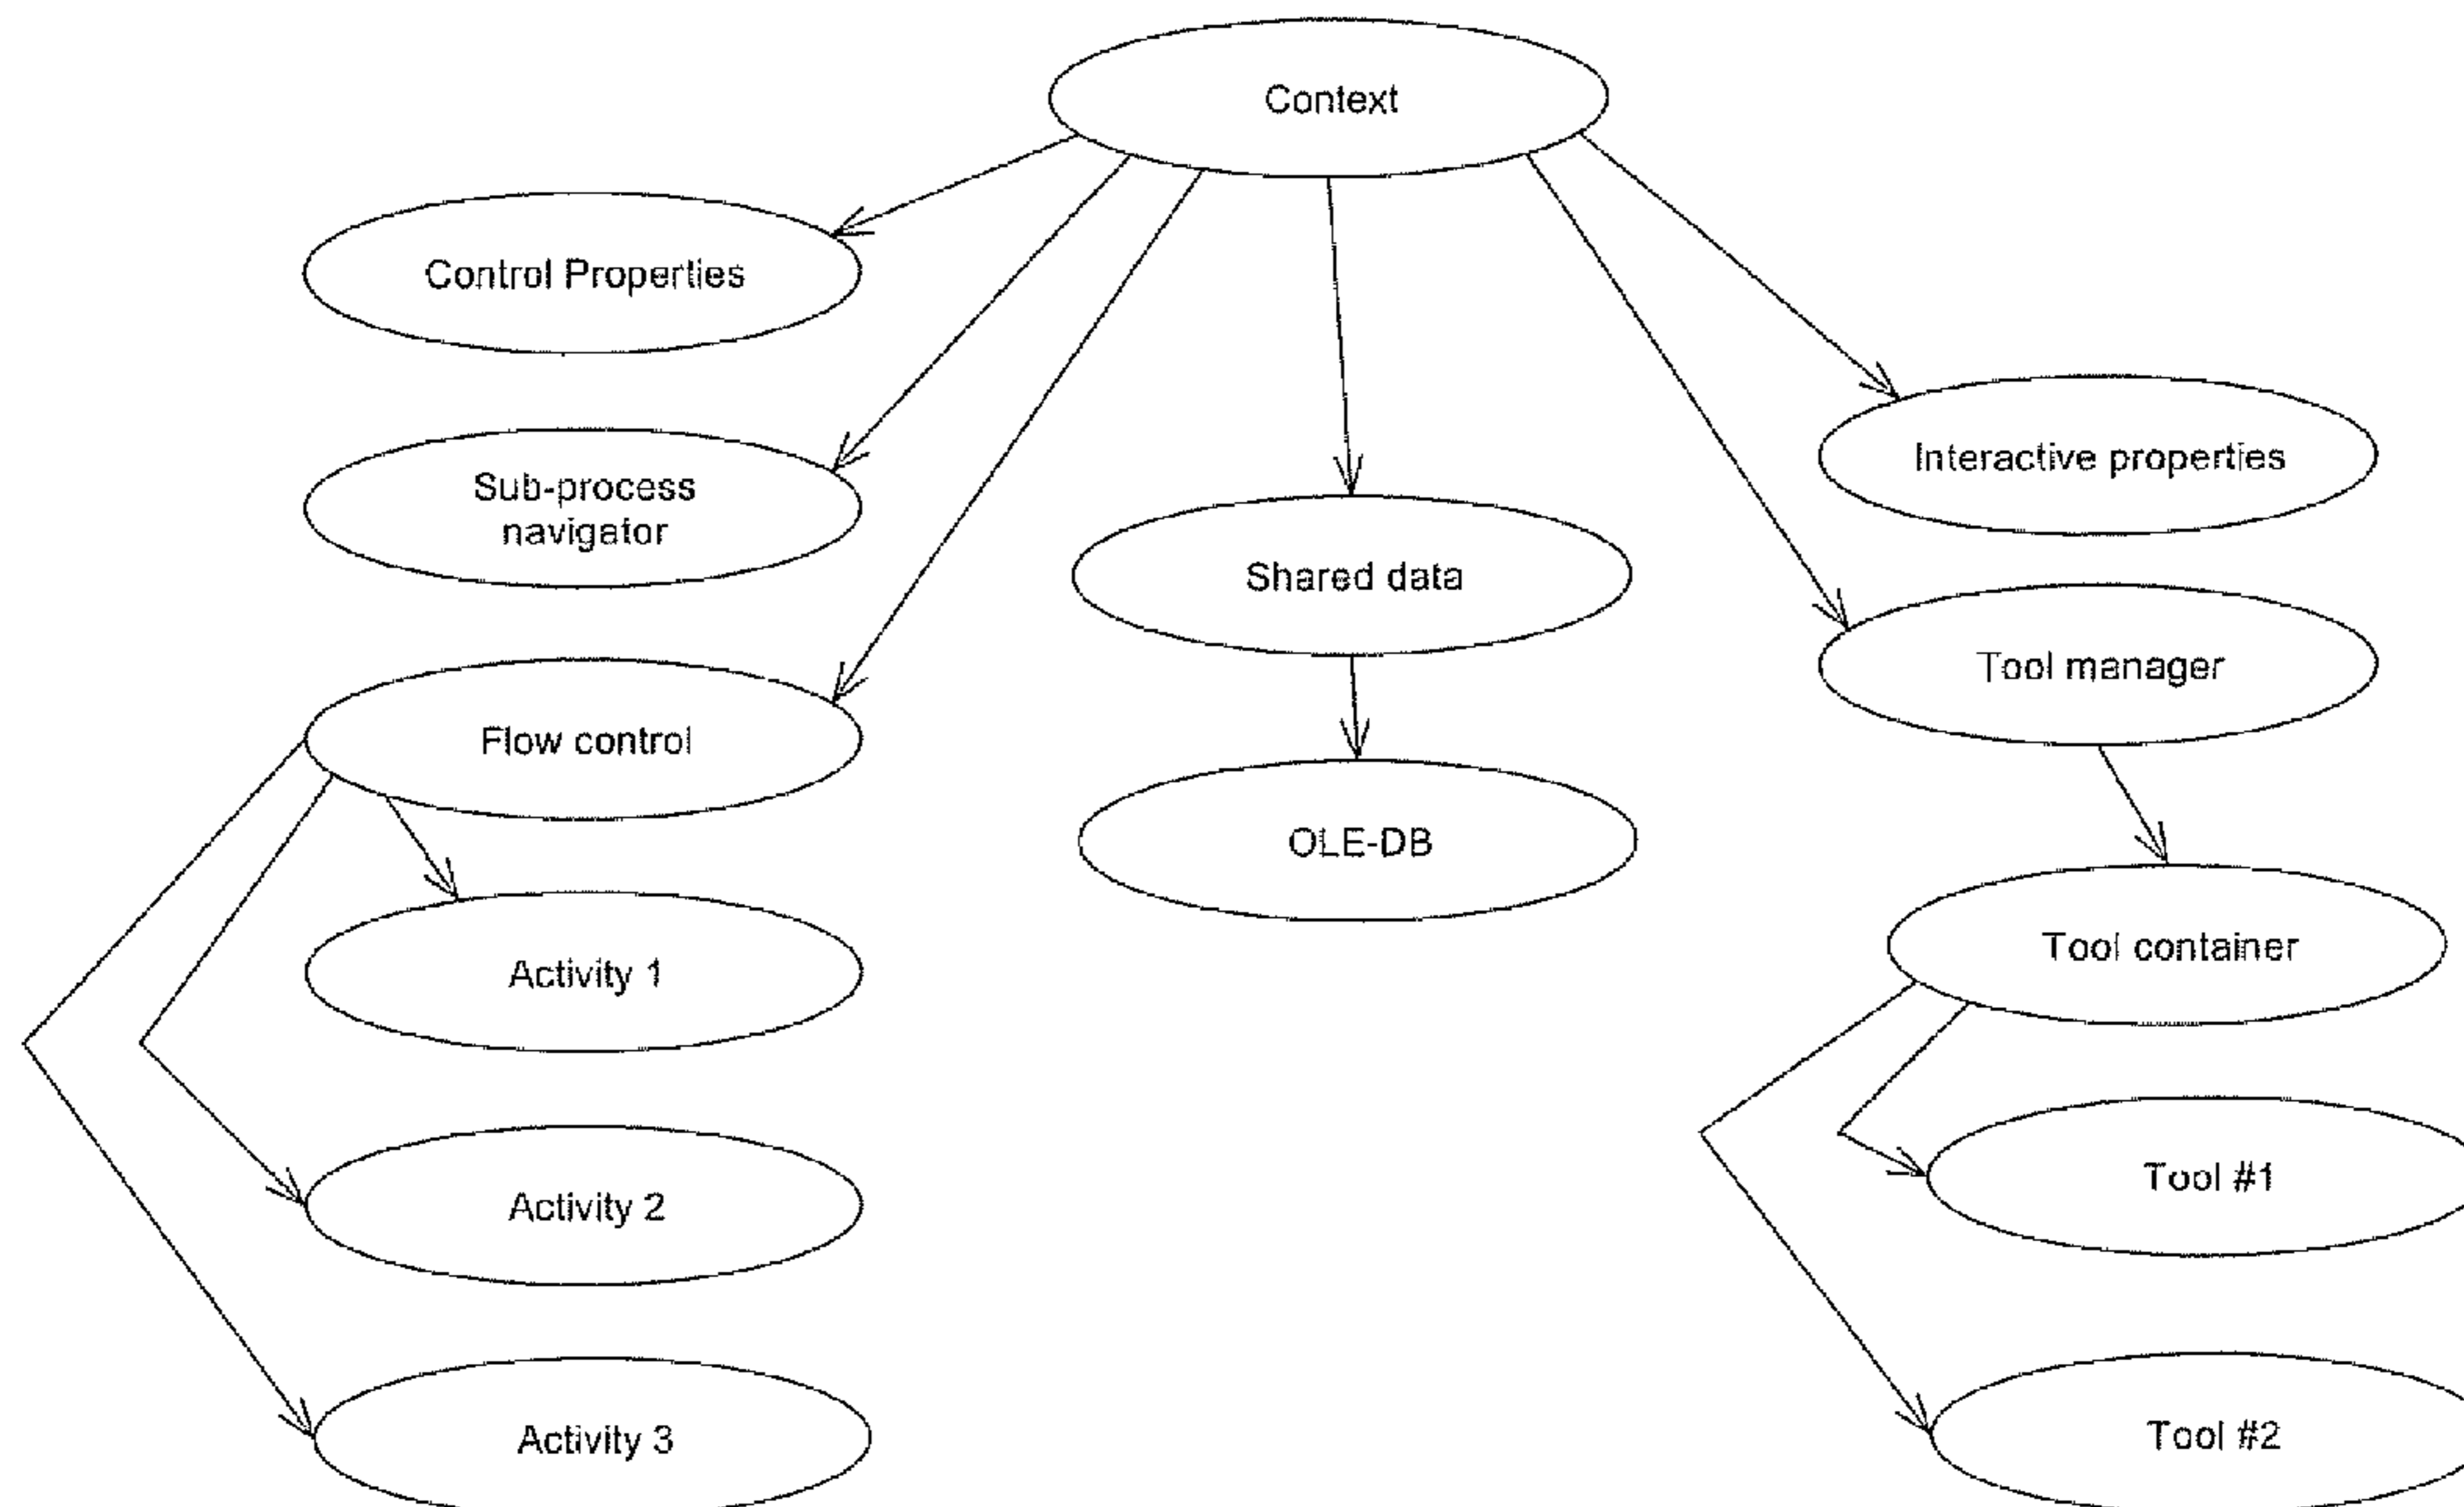 Context
Control Properties
Sub-process
navigator
Flow control
Activity 1
Activity 2
Activity 3
Shared data
OLE-DB
Interactive properties
Tool manager
Tool container
Tool #1
Tool #2